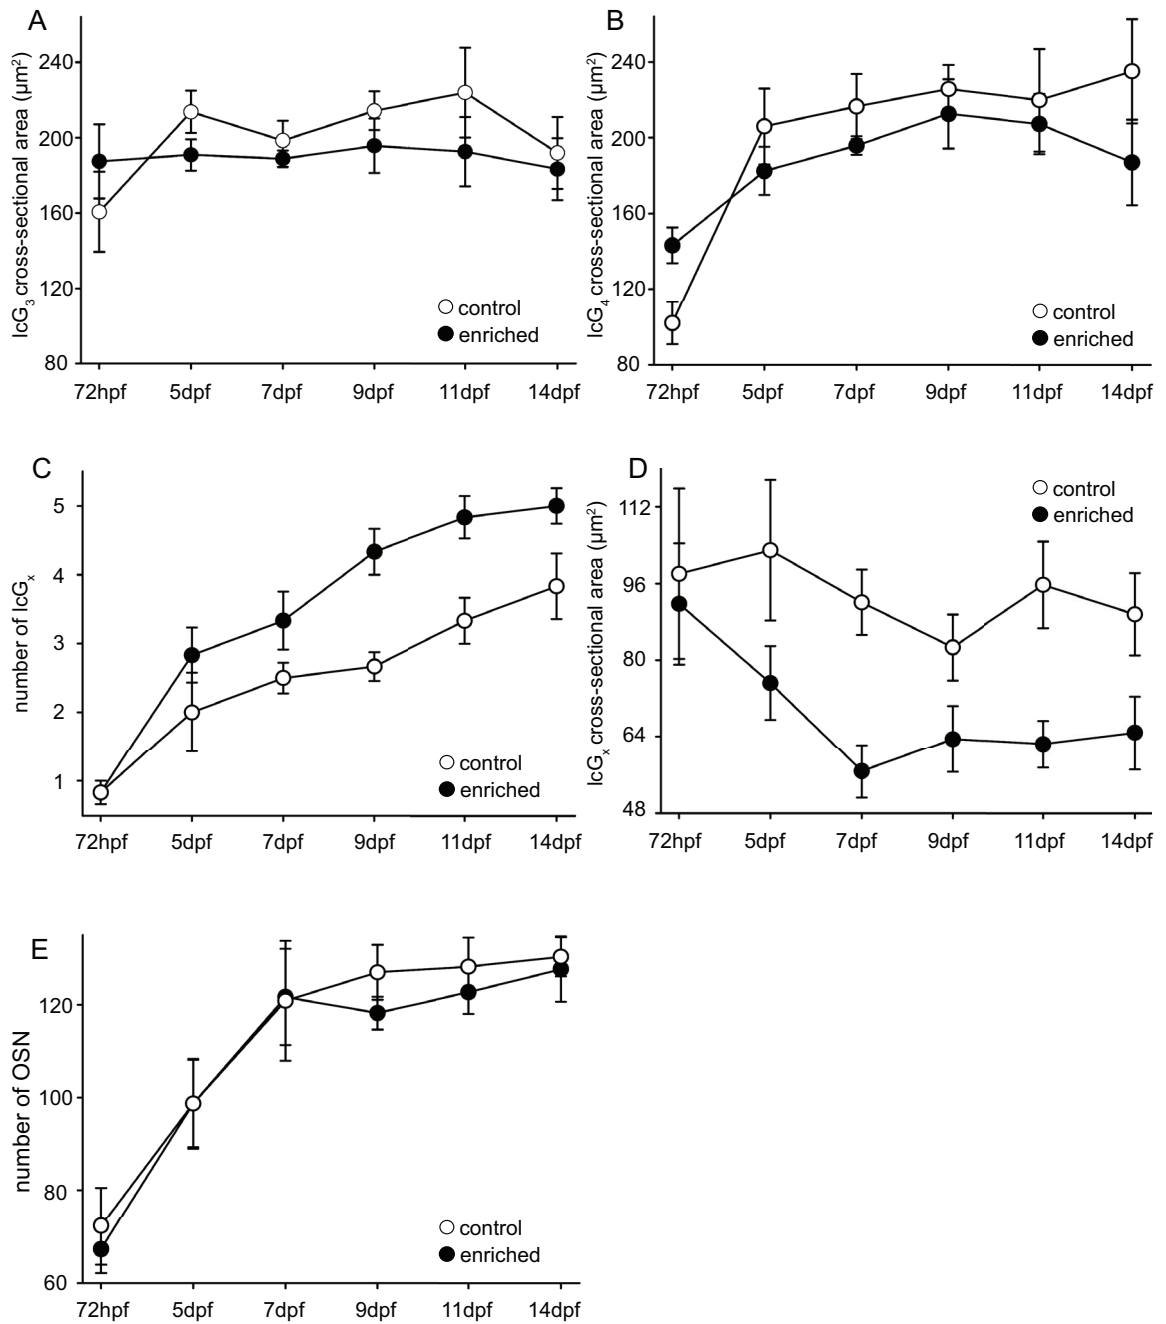 A
lcG3 cross-sectional area (μm²)
240
200
160
120
80
control
enriched
72hpf 5dpf 7dpf 9dpf 11dpf 14dpf
B
lcG4 cross-sectional area (μm²)
240
200
160
120
80
control
enriched
72hpf 5dpf 7dpf 9dpf 11dpf 14dpf
C
number of lcGx
5
4
3
2
1
control
enriched
72hpf 5dpf 7dpf 9dpf 11dpf 14dpf
D
lcGx cross-sectional area (μm²)
112
96
80
64
48
control
enriched
72hpf 5dpf 7dpf 9dpf 11dpf 14dpf
E
number of OSN
120
100
80
60
control
enriched
72hpf 5dpf 7dpf 9dpf 11dpf 14dpf